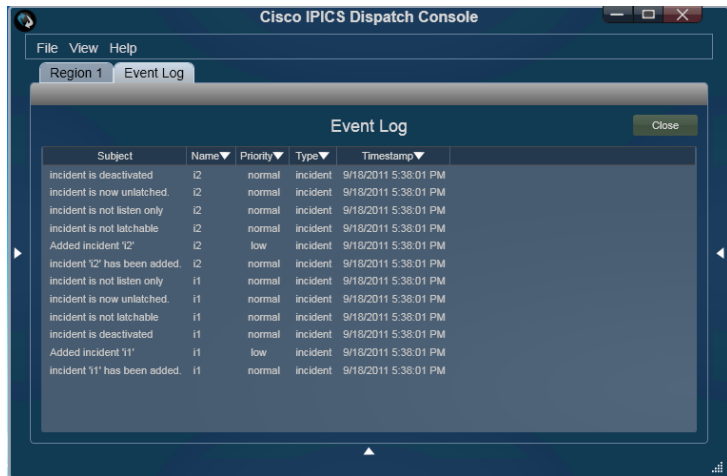 Cisco IPICS Dispatch Console
File View Help
Region 1 Event Log
Event Log
Close
Subject Name Priority Type Timestamp
incident is deactivated i2 normal incident 9/18/2011 5:38:01 PM
incident is now unlatched. i2 normal incident 9/18/2011 5:38:01 PM
incident is not listen only i2 normal incident 9/18/2011 5:38:01 PM
incident is not latchable i2 normal incident 9/18/2011 5:38:01 PM
Added incident 'i2' i2 low incident 9/18/2011 5:38:01 PM
incident 'i2' has been added. i2 normal incident 9/18/2011 5:38:01 PM
incident is not listen only i1 normal incident 9/18/2011 5:38:01 PM
incident is now unlatched. i1 normal incident 9/18/2011 5:38:01 PM
incident is not latchable i1 normal incident 9/18/2011 5:38:01 PM
incident is deactivated i1 normal incident 9/18/2011 5:38:01 PM
Added incident 'i1' i1 low incident 9/18/2011 5:38:01 PM
incident 'i1' has been added. i1 normal incident 9/18/2011 5:38:01 PM